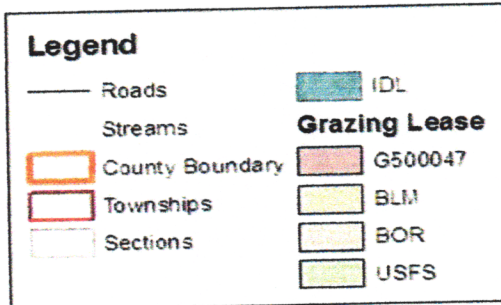 Legend
Roads
Streams
County Boundary
Townships
Sections
IDL
Grazing Lease
G500047
BLM
BOR
USFS